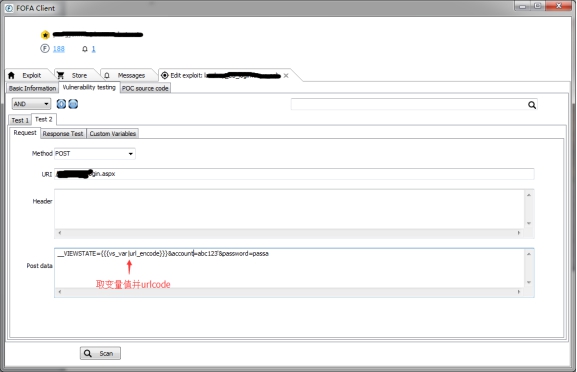 FOFA Client
188 1
Exploit Store Messages Edit exploit:
Basic Information Vulnerability testing POC source code
AND
Test 1 Test 2
Request Response Test Custom Variables
Method POST
URI gin.aspx
Header
__VIEWSTATE={{{vs_var|url_encode}}}&account=abc123'&password=passa
Post data
取变量值并urlcode
Scan